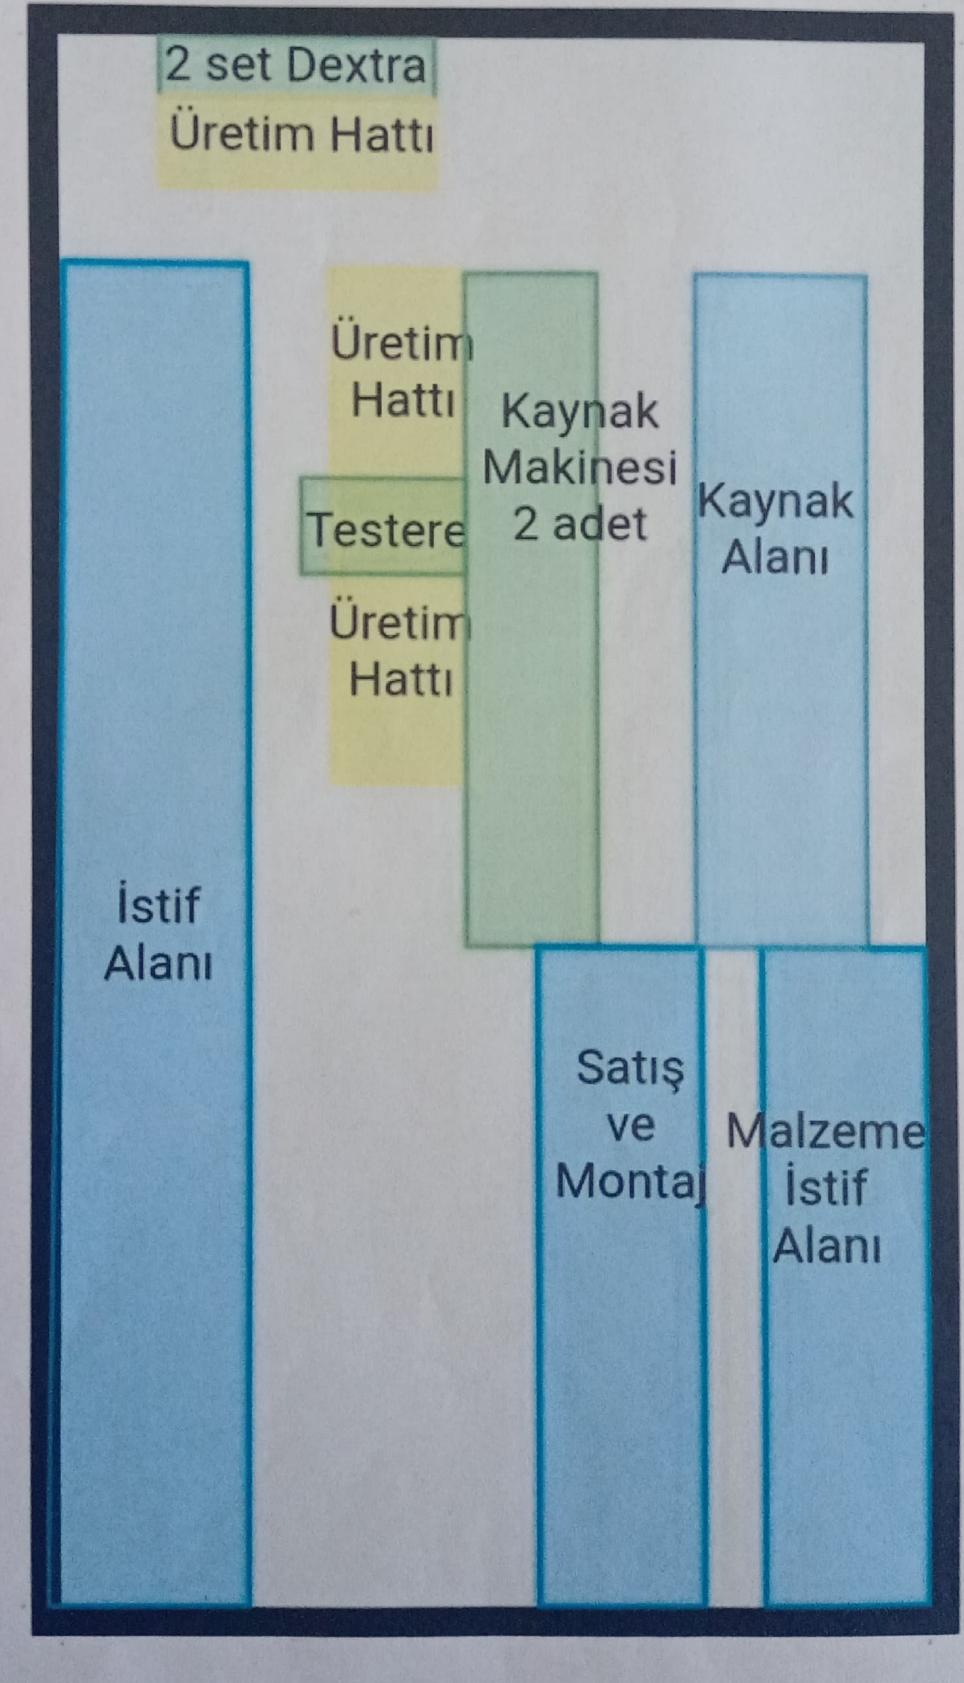 2 set Dextra
Üretim Hattı
Üretim
Hattı
Kaynak
Makinesi
2 adet
Kaynak
Alanı
Testere
Üretim
Hattı
İstif
Alanı
Satış
ve
Montaj
Malzeme
İstif
Alanı